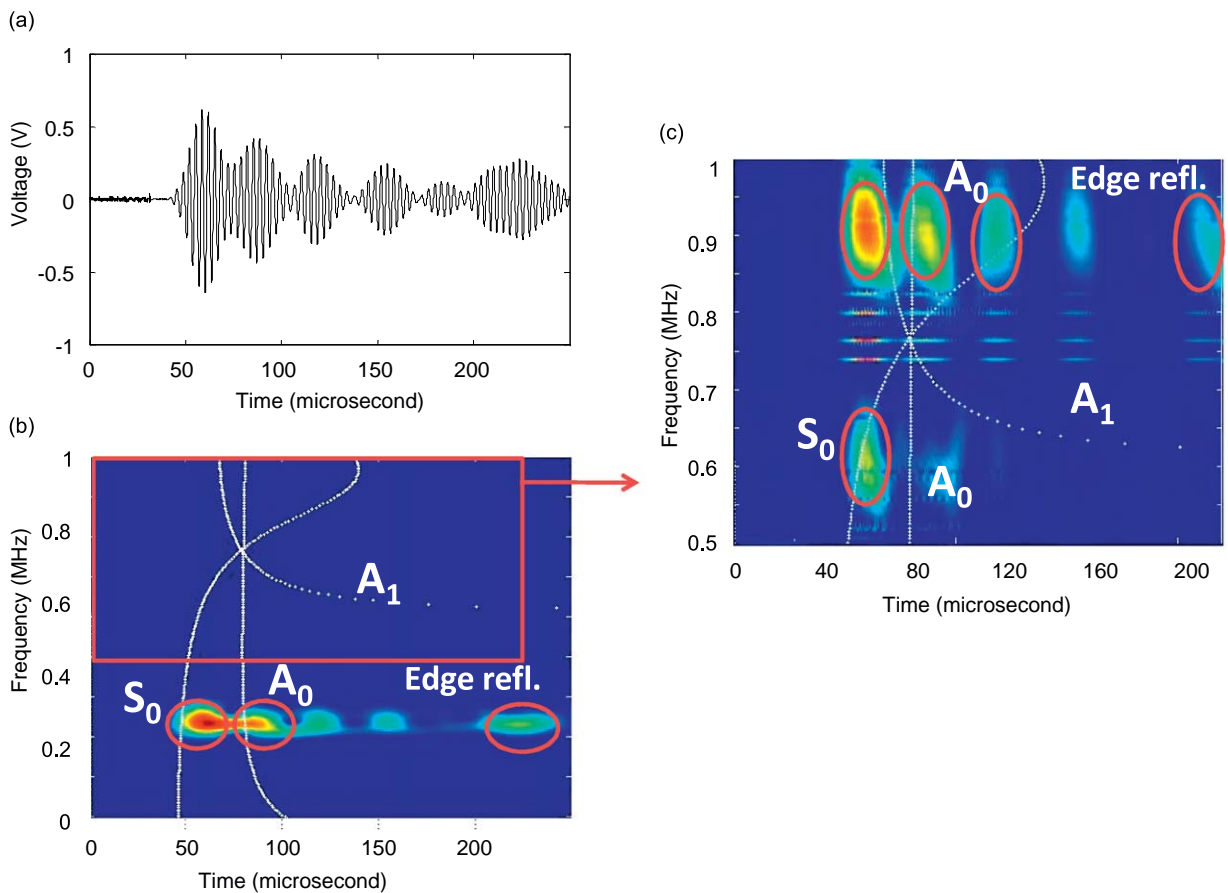 (a)
1
0.5
0
-0.5
-1
Voltage (V)
0 50 100 150 200
Time (microsecond)
(b)
1
0.8
0.6
0.4
0.2
0
Frequency (MHz)
A1
S0
A0
Edge refl.
0 50 100 150 200
Time (microsecond)
(c)
1
0.9
0.8
0.7
0.6
0.5
Frequency (MHz)
A0
Edge refl.
A1
S0
A0
0 40 80 120 160 200
Time (microsecond)